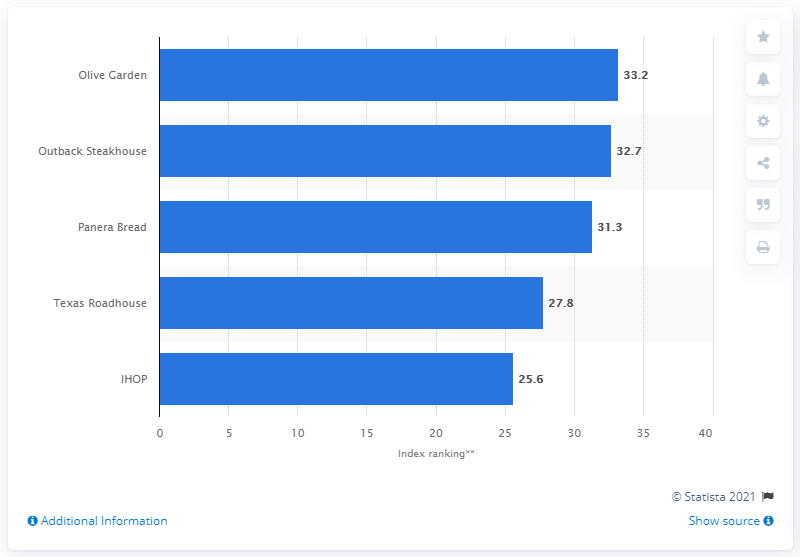 Olive Garden 33.2
Outback Steakhouse 32.7
Panera Bread 31.3
Texas Roadhouse 27.8
IHOP 25.6
0 5 10 15 20 25 30 35 40
Index ranking**
© Statista 2021
Additional Information Show source